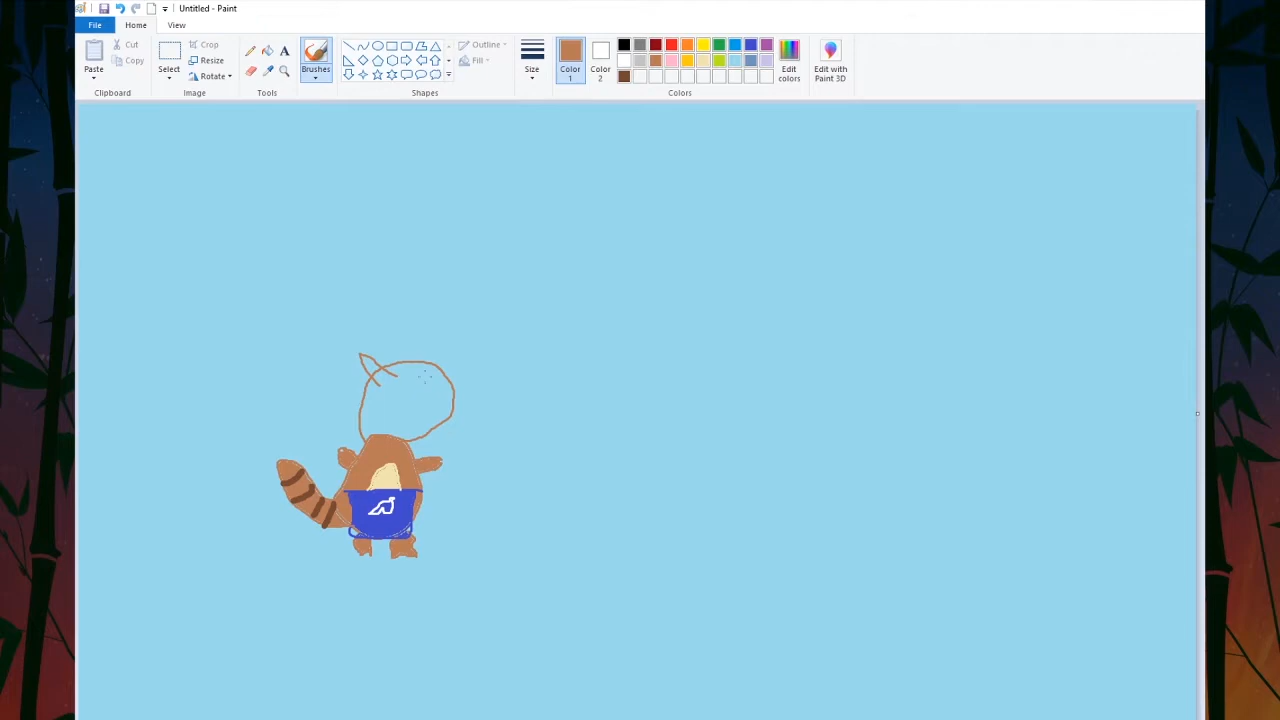 Untitled - Paint
File Home View
Paste
Cut
Copy
Clipboard
Select
Crop
Resize
Rotate
Image
A
Tools
Brushes
Outline
Fill
Shapes
Size
Color 1
Color 2
Colors
Edit colors
Edit with Paint 3D